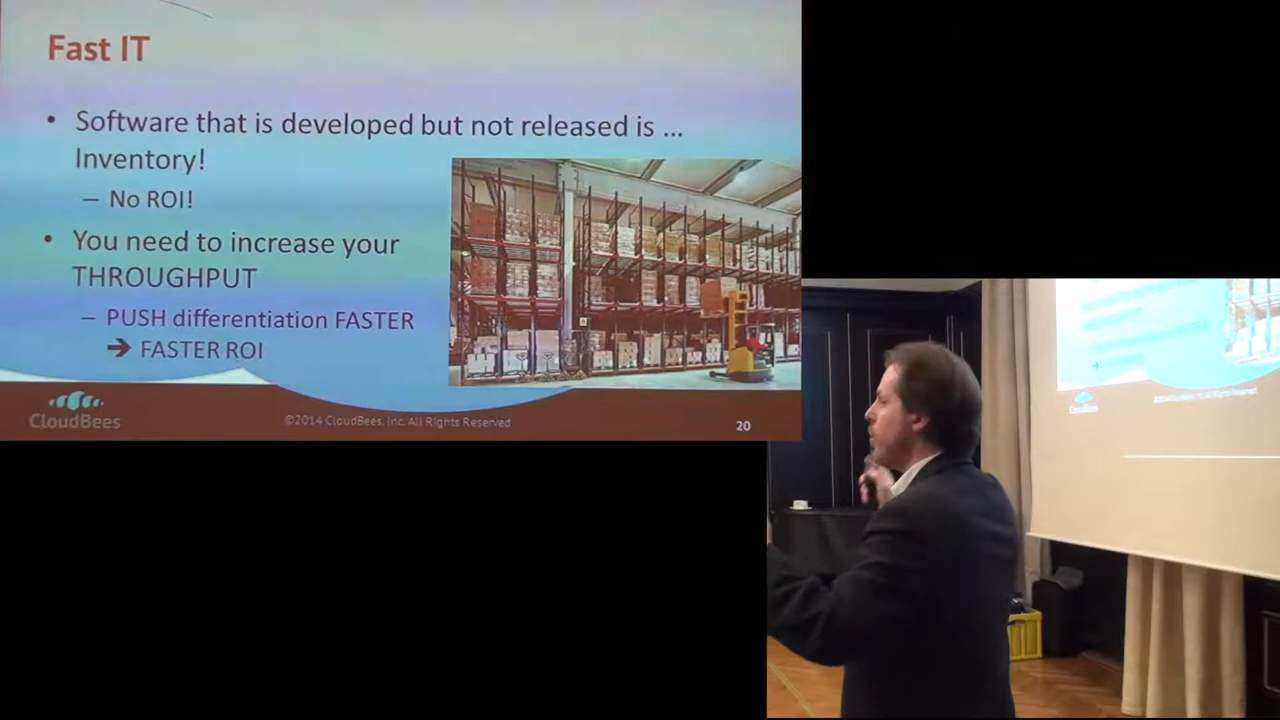 Fast IT
• Software that is developed but not released is ...
Inventory!
– No ROI!
• You need to increase your
THROUGHPUT
– PUSH differentiation FASTER
➔ FASTER ROI
CloudBees
©2014 CloudBees, Inc. All Rights Reserved
20
CloudBees